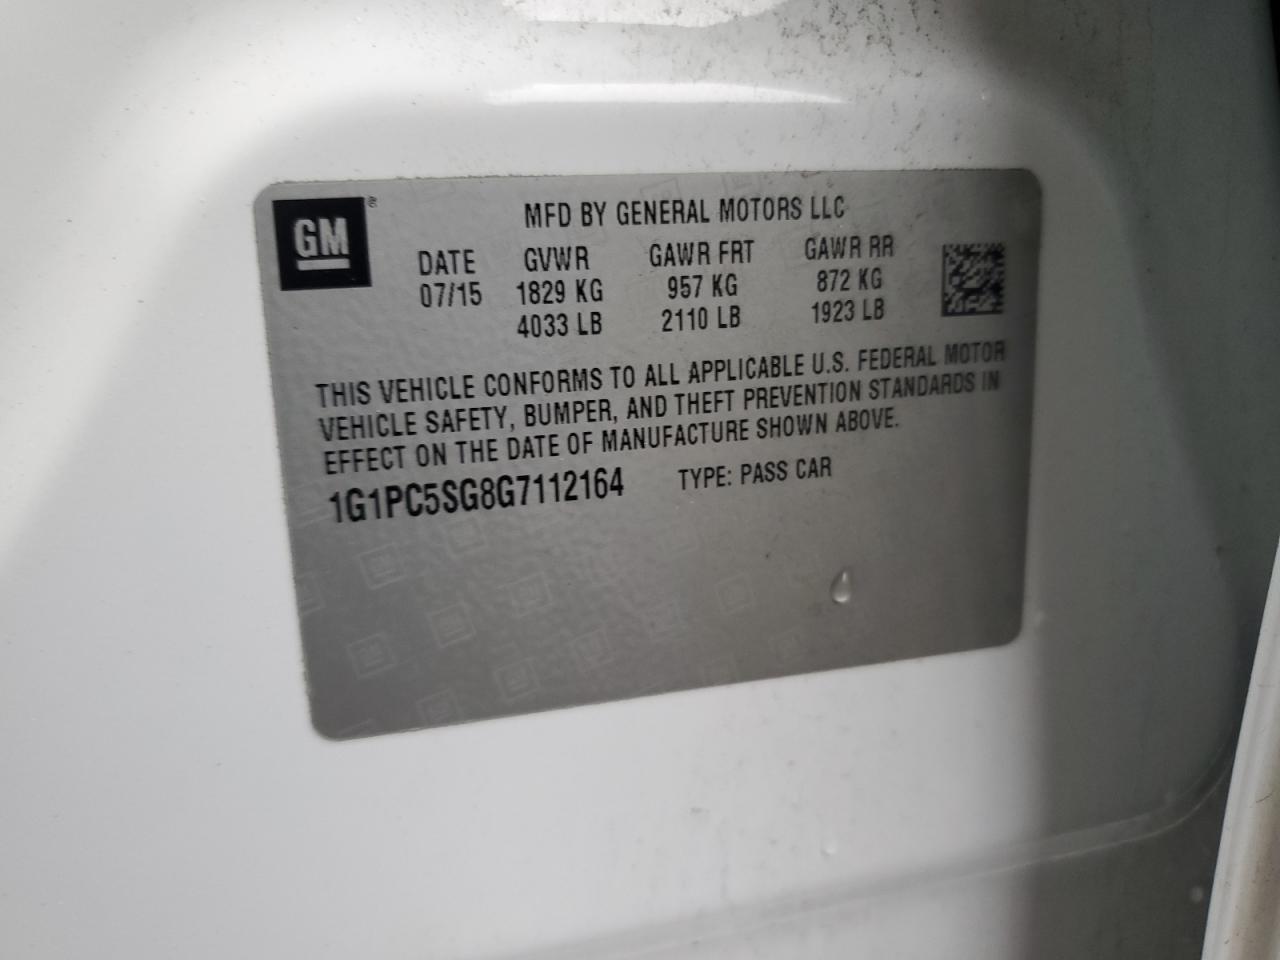 GM ®
MFD BY GENERAL MOTORS LLC
DATE GVWR GAWR FRT GAWR RR
07/15 1829 KG 957 KG 872 KG
4033 LB 2110 LB 1923 LB
THIS VEHICLE CONFORMS TO ALL APPLICABLE U.S. FEDERAL MOTOR
VEHICLE SAFETY, BUMPER, AND THEFT PREVENTION STANDARDS IN
EFFECT ON THE DATE OF MANUFACTURE SHOWN ABOVE.
1G1PC5SG8G7112164 TYPE: PASS CAR